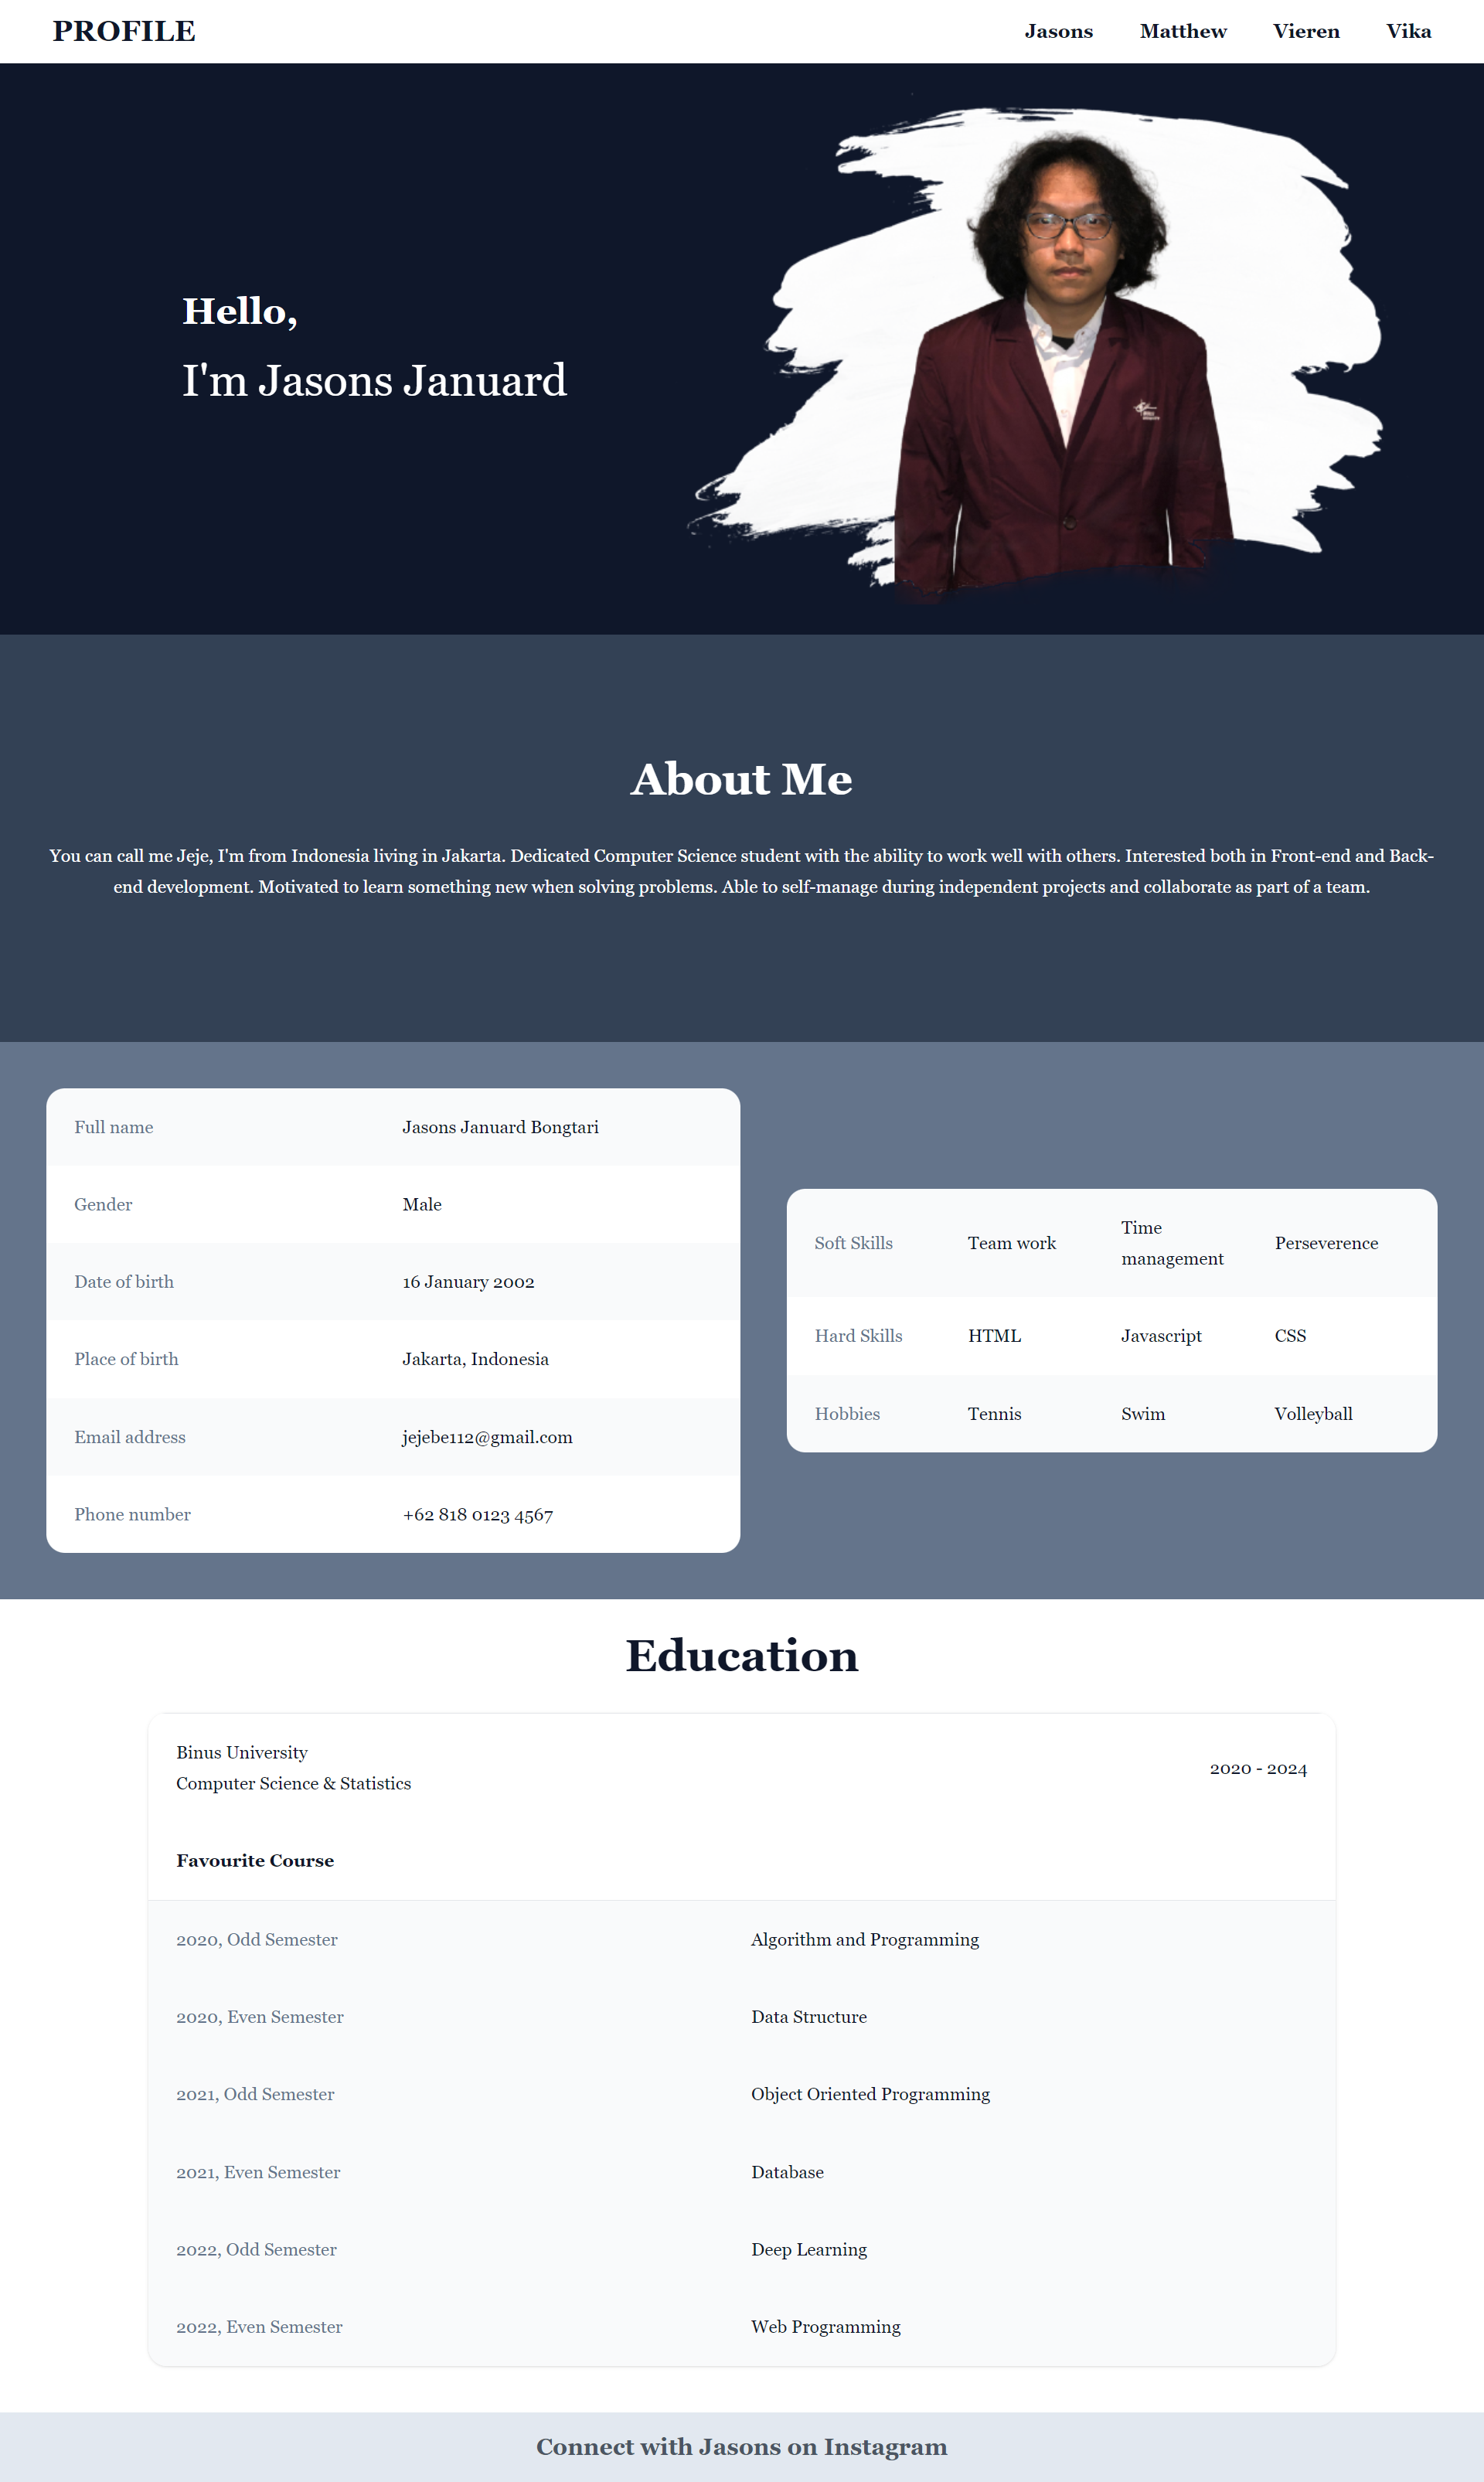 PROFILE
Jasons Matthew Vieren Vika
Hello,
I'm Jasons Januard
About Me
You can call me Jeje, I'm from Indonesia living in Jakarta. Dedicated Computer Science student with the ability to work well with others. Interested both in Front-end and Back-
end development. Motivated to learn something new when solving problems. Able to self-manage during independent projects and collaborate as part of a team.
Full name Jasons Januard Bongtari
Gender Male
Date of birth 16 January 2002
Place of birth Jakarta, Indonesia
Email address jejebe112@gmail.com
Phone number +62 818 0123 4567
Soft Skills Team work Time management Perseverence
Hard Skills HTML Javascript CSS
Hobbies Tennis Swim Volleyball
Education
Binus University
Computer Science & Statistics
2020 - 2024
Favourite Course
2020, Odd Semester Algorithm and Programming
2020, Even Semester Data Structure
2021, Odd Semester Object Oriented Programming
2021, Even Semester Database
2022, Odd Semester Deep Learning
2022, Even Semester Web Programming
Connect with Jasons on Instagram